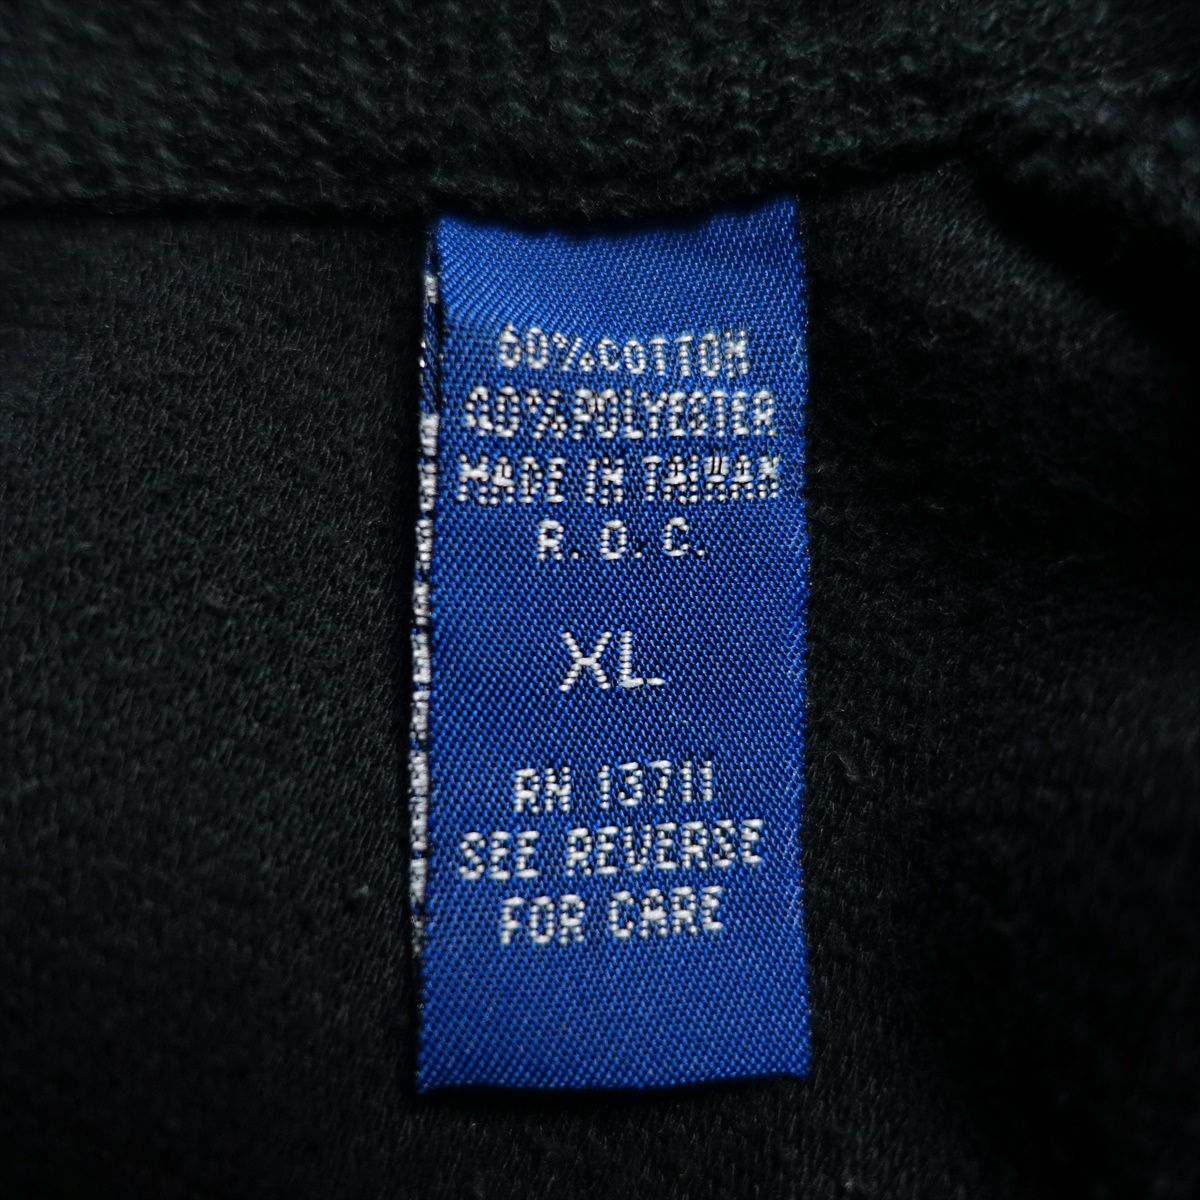 60%COTTON
40%POLYESTER
MADE IN TAIWAN
R. O. C.
XL
RN 13711
SEE REVERSE
FOR CARE